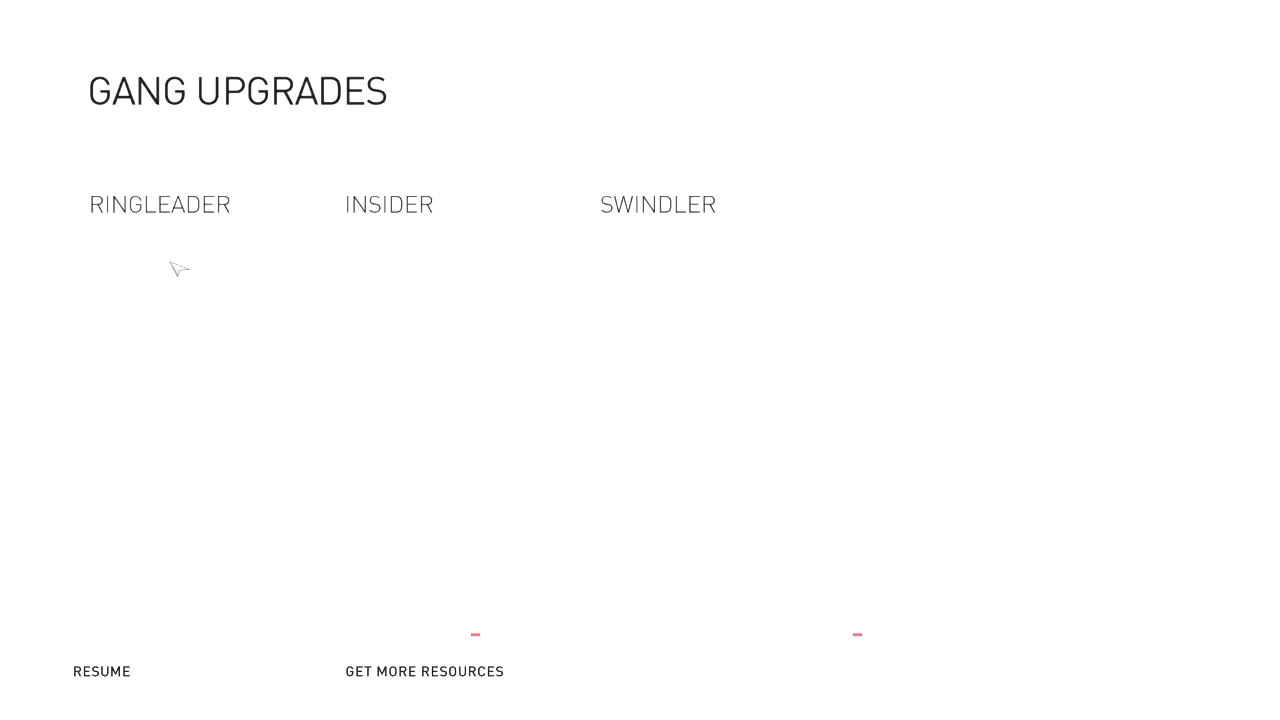 GANG UPGRADES
RINGLEADER
INSIDER
SWINDLER
RESUME
GET MORE RESOURCES